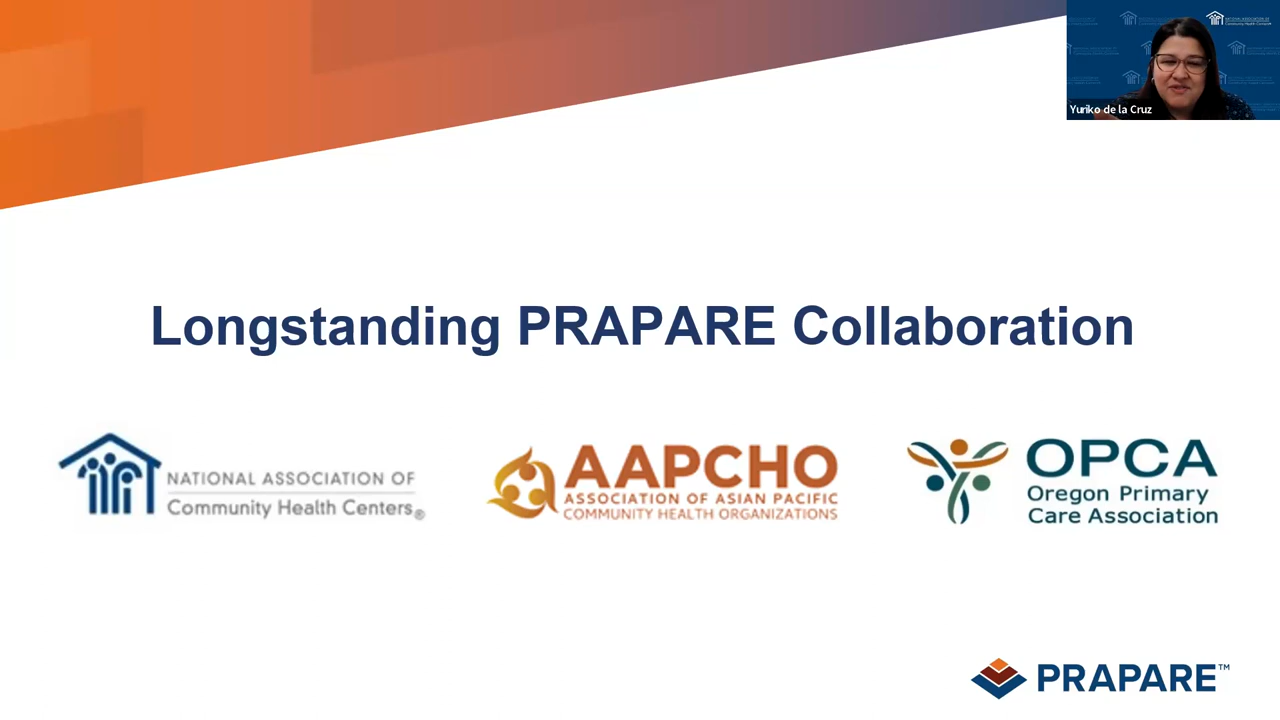 Yuriko de la Cruz
Longstanding PRAPARE Collaboration
NATIONAL ASSOCIATION OF
Community Health Centers®
AAPCHO
ASSOCIATION OF ASIAN PACIFIC
COMMUNITY HEALTH ORGANIZATIONS
OPCA
Oregon Primary
Care Association
PRAPARE™